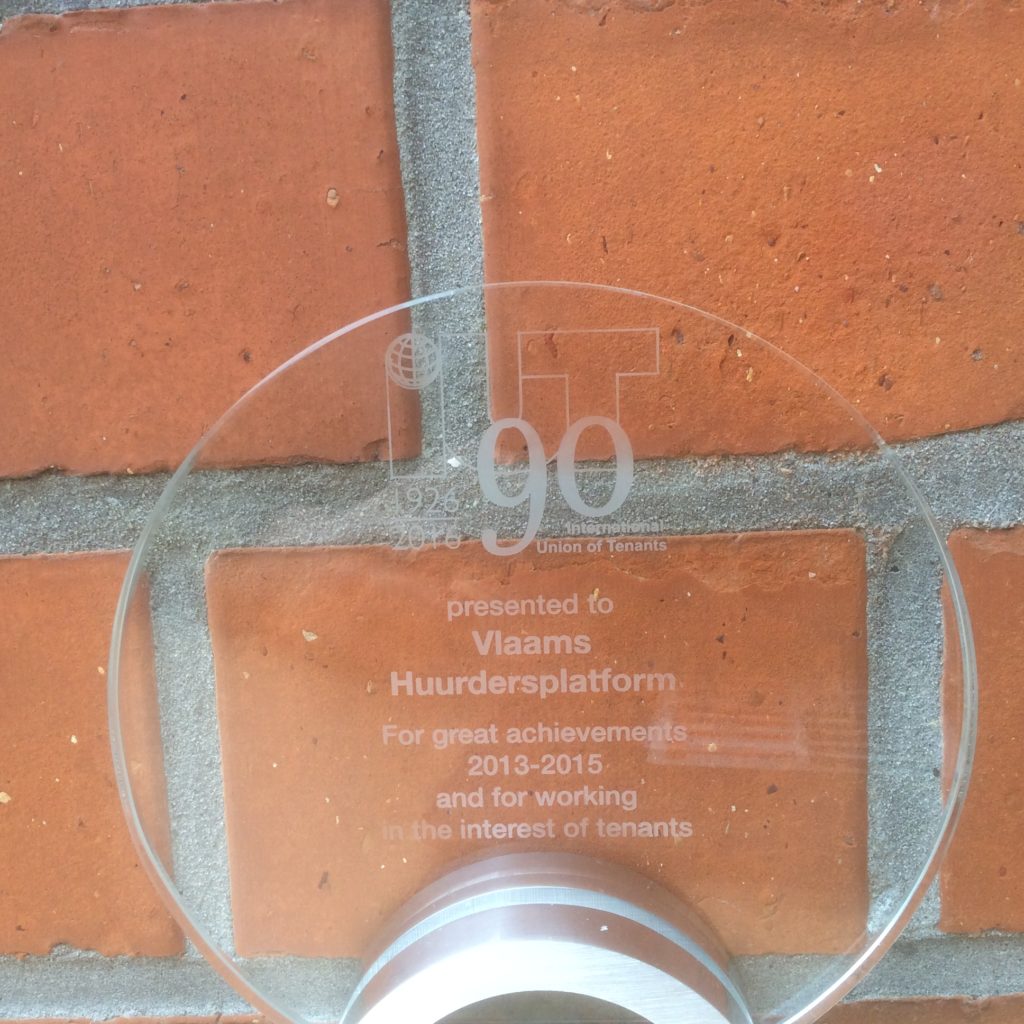 IUT
90
1926
2016
International
Union of Tenants
presented to
Vlaams
Huurdersplatform
For great achievements
2013-2015
and for working
in the interest of tenants